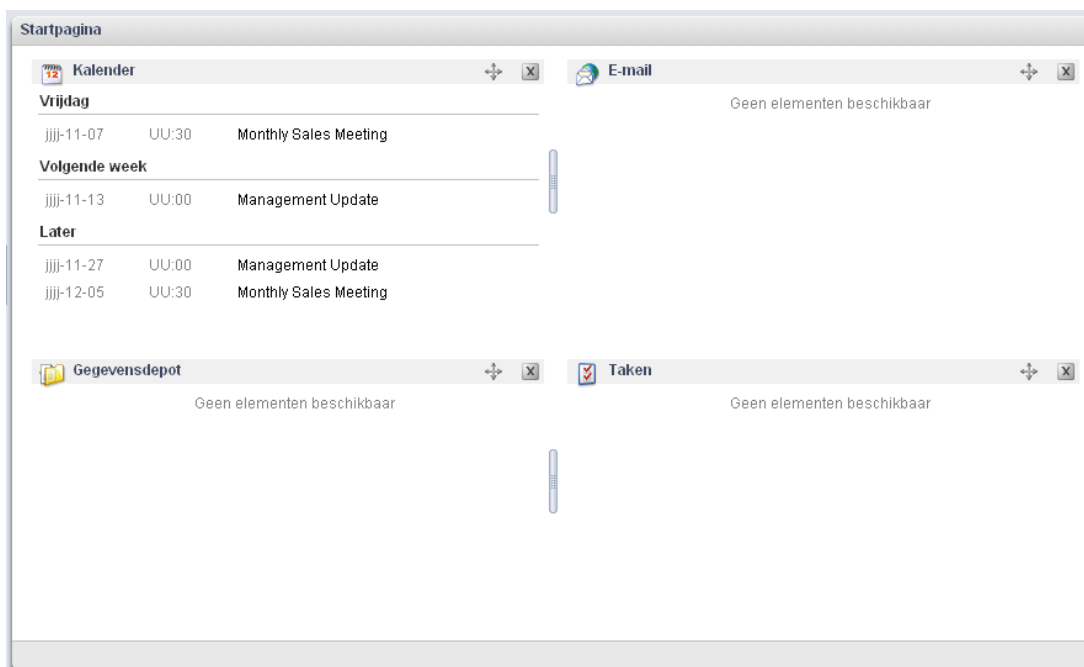 Startpagina
Kalender
Vrijdag
jjjj-11-07 UU:30 Monthly Sales Meeting
Volgende week
jjjj-11-13 UU:00 Management Update
Later
jjjj-11-27 UU:00 Management Update
jjjj-12-05 UU:30 Monthly Sales Meeting
E-mail
Geen elementen beschikbaar
Gegevensdepot
Geen elementen beschikbaar
Taken
Geen elementen beschikbaar